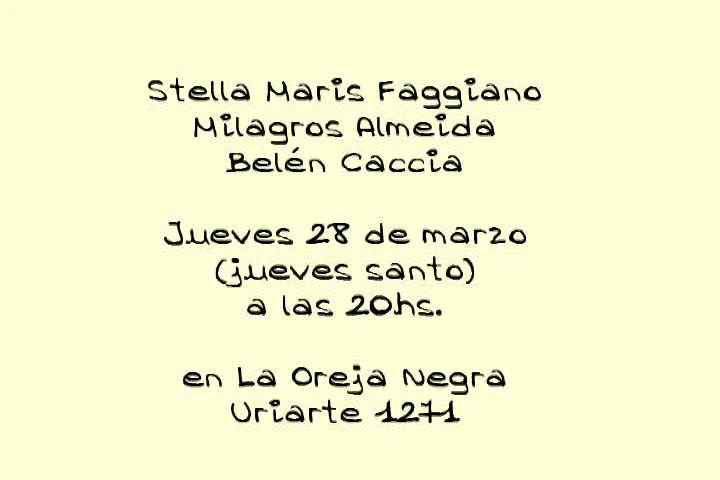 Stella Maris Faggiano
Milagros Almeida
Belén Caccia
Jueves 28 de marzo
(jueves santo)
a las 20hs.
en La Oreja Negra
Uriarte 1271